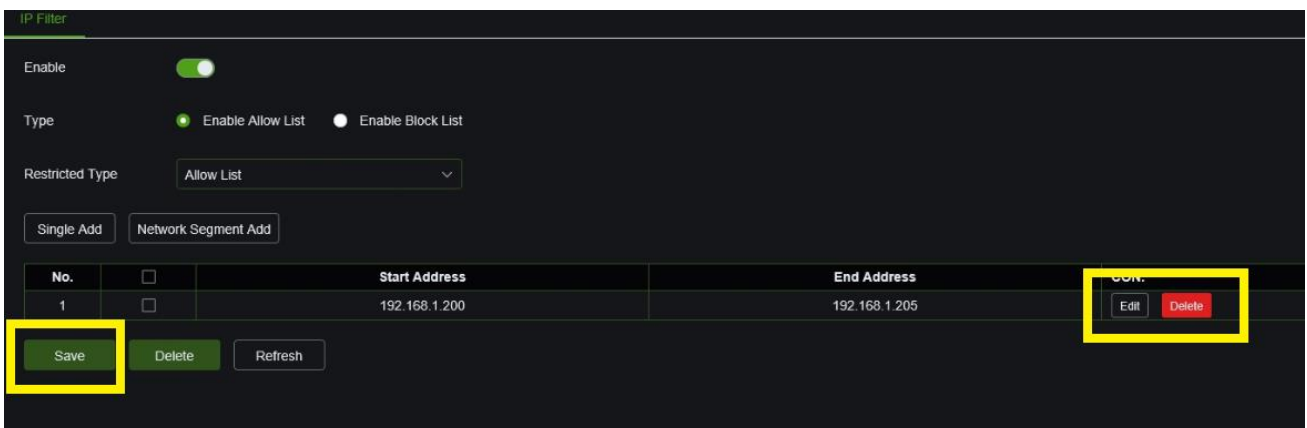 IP Filter
Enable
Type Enable Allow List Enable Block List
Restricted Type Allow List
Single Add Network Segment Add
No. Start Address End Address CON.
1 192.168.1.200 192.168.1.205 Edit Delete
Save Delete Refresh